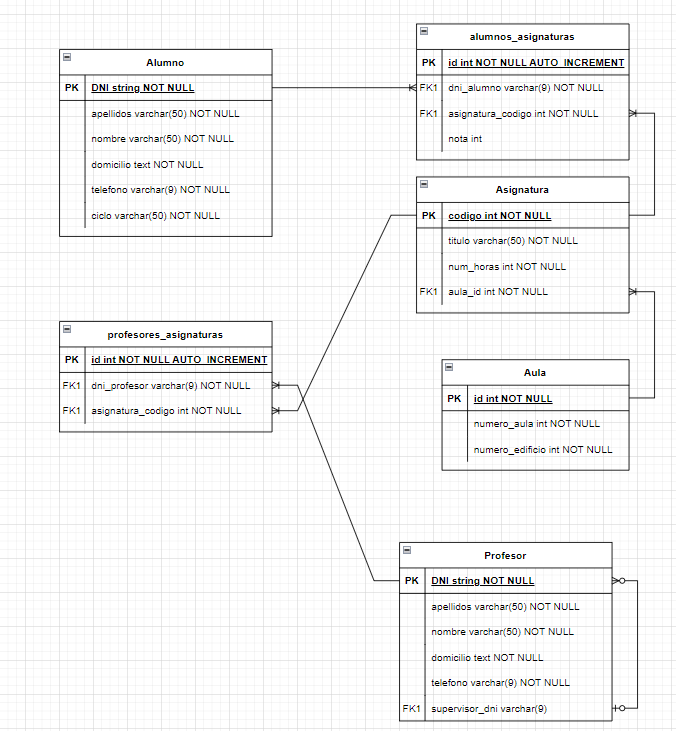 Alumno
PK DNI string NOT NULL
apellidos varchar(50) NOT NULL
nombre varchar(50) NOT NULL
domicilio text NOT NULL
telefono varchar(9) NOT NULL
ciclo varchar(50) NOT NULL
alumnos_asignaturas
PK id int NOT NULL AUTO_INCREMENT
FK1 dni_alumno varchar(9) NOT NULL
FK1 asignatura_codigo int NOT NULL
nota int
Asignatura
PK codigo int NOT NULL
titulo varchar(50) NOT NULL
num_horas int NOT NULL
FK1 aula_id int NOT NULL
profesores_asignaturas
PK id int NOT NULL AUTO_INCREMENT
FK1 dni_profesor varchar(9) NOT NULL
FK1 asignatura_codigo int NOT NULL
Aula
PK id int NOT NULL
numero_aula int NOT NULL
numero_edificio int NOT NULL
Profesor
PK DNI string NOT NULL
apellidos varchar(50) NOT NULL
nombre varchar(50) NOT NULL
domicilio text NOT NULL
telefono varchar(9) NOT NULL
FK1 supervisor_dni varchar(9)